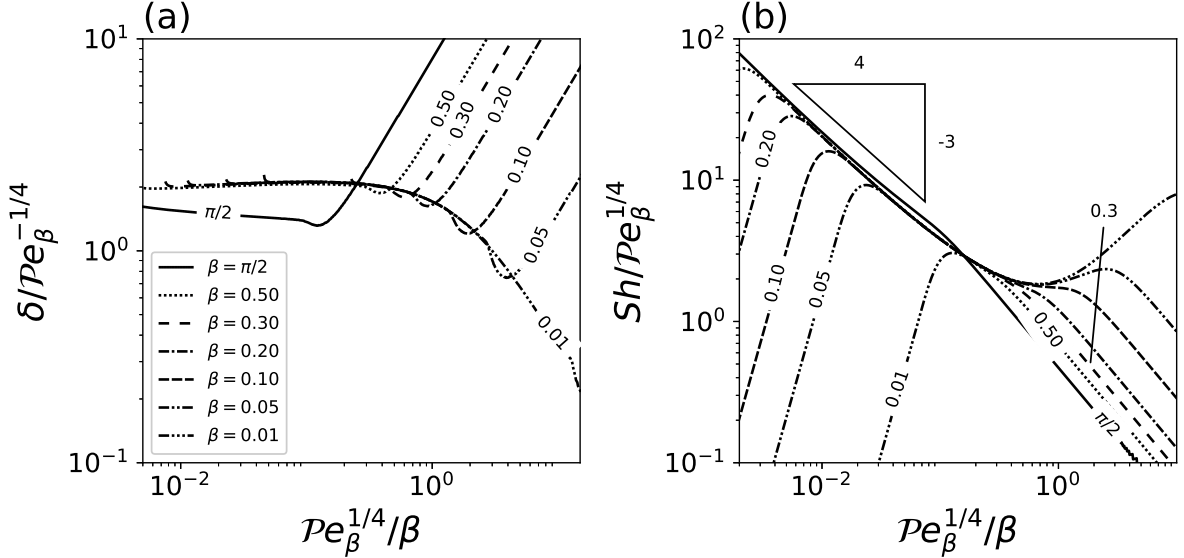 (a)
10^1
10^0
10^{-1}
δ/𝒫e_β^{-1/4}
0.50
0.30
0.20
0.10
0.05
0.01
π/2
β = π/2
β = 0.50
β = 0.30
β = 0.20
β = 0.10
β = 0.05
β = 0.01
10^{-2}
10^0
𝒫e_β^{1/4}/β
(b)
10^2
10^1
10^0
10^{-1}
Sh/𝒫e_β^{1/4}
4
-3
0.20
0.10
0.05
0.01
0.3
0.50
π/2
10^{-2}
10^0
𝒫e_β^{1/4}/β